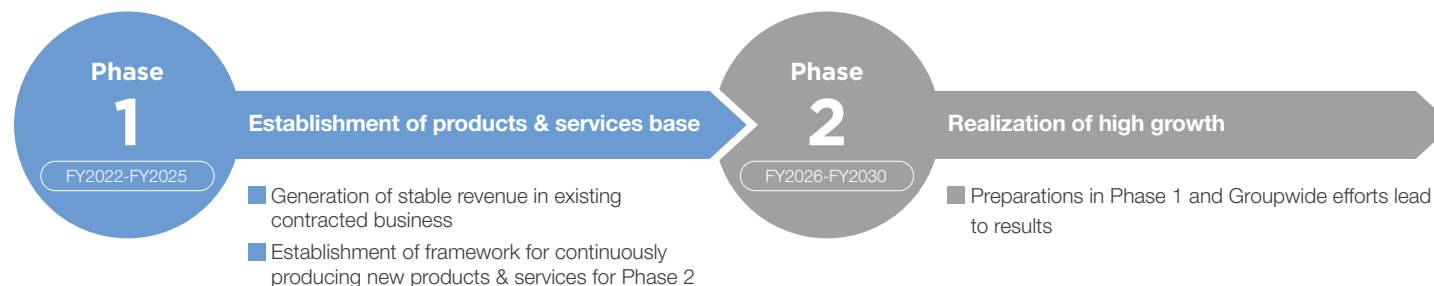 Phase
1
FY2022-FY2025
Establishment of products & services base
Generation of stable revenue in existing
contracted business
Establishment of framework for continuously
producing new products & services for Phase 2
Phase
2
FY2026-FY2030
Realization of high growth
Preparations in Phase 1 and Groupwide efforts lead
to results